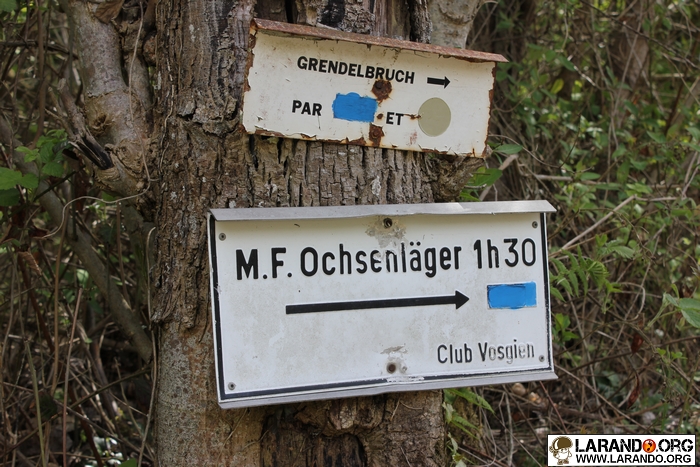 GRENDELBRUCH
PAR ET
M.F. Ochsenläger 1h30
Club Vosgien
LARANDO.ORG
WWW.LARANDO.ORG